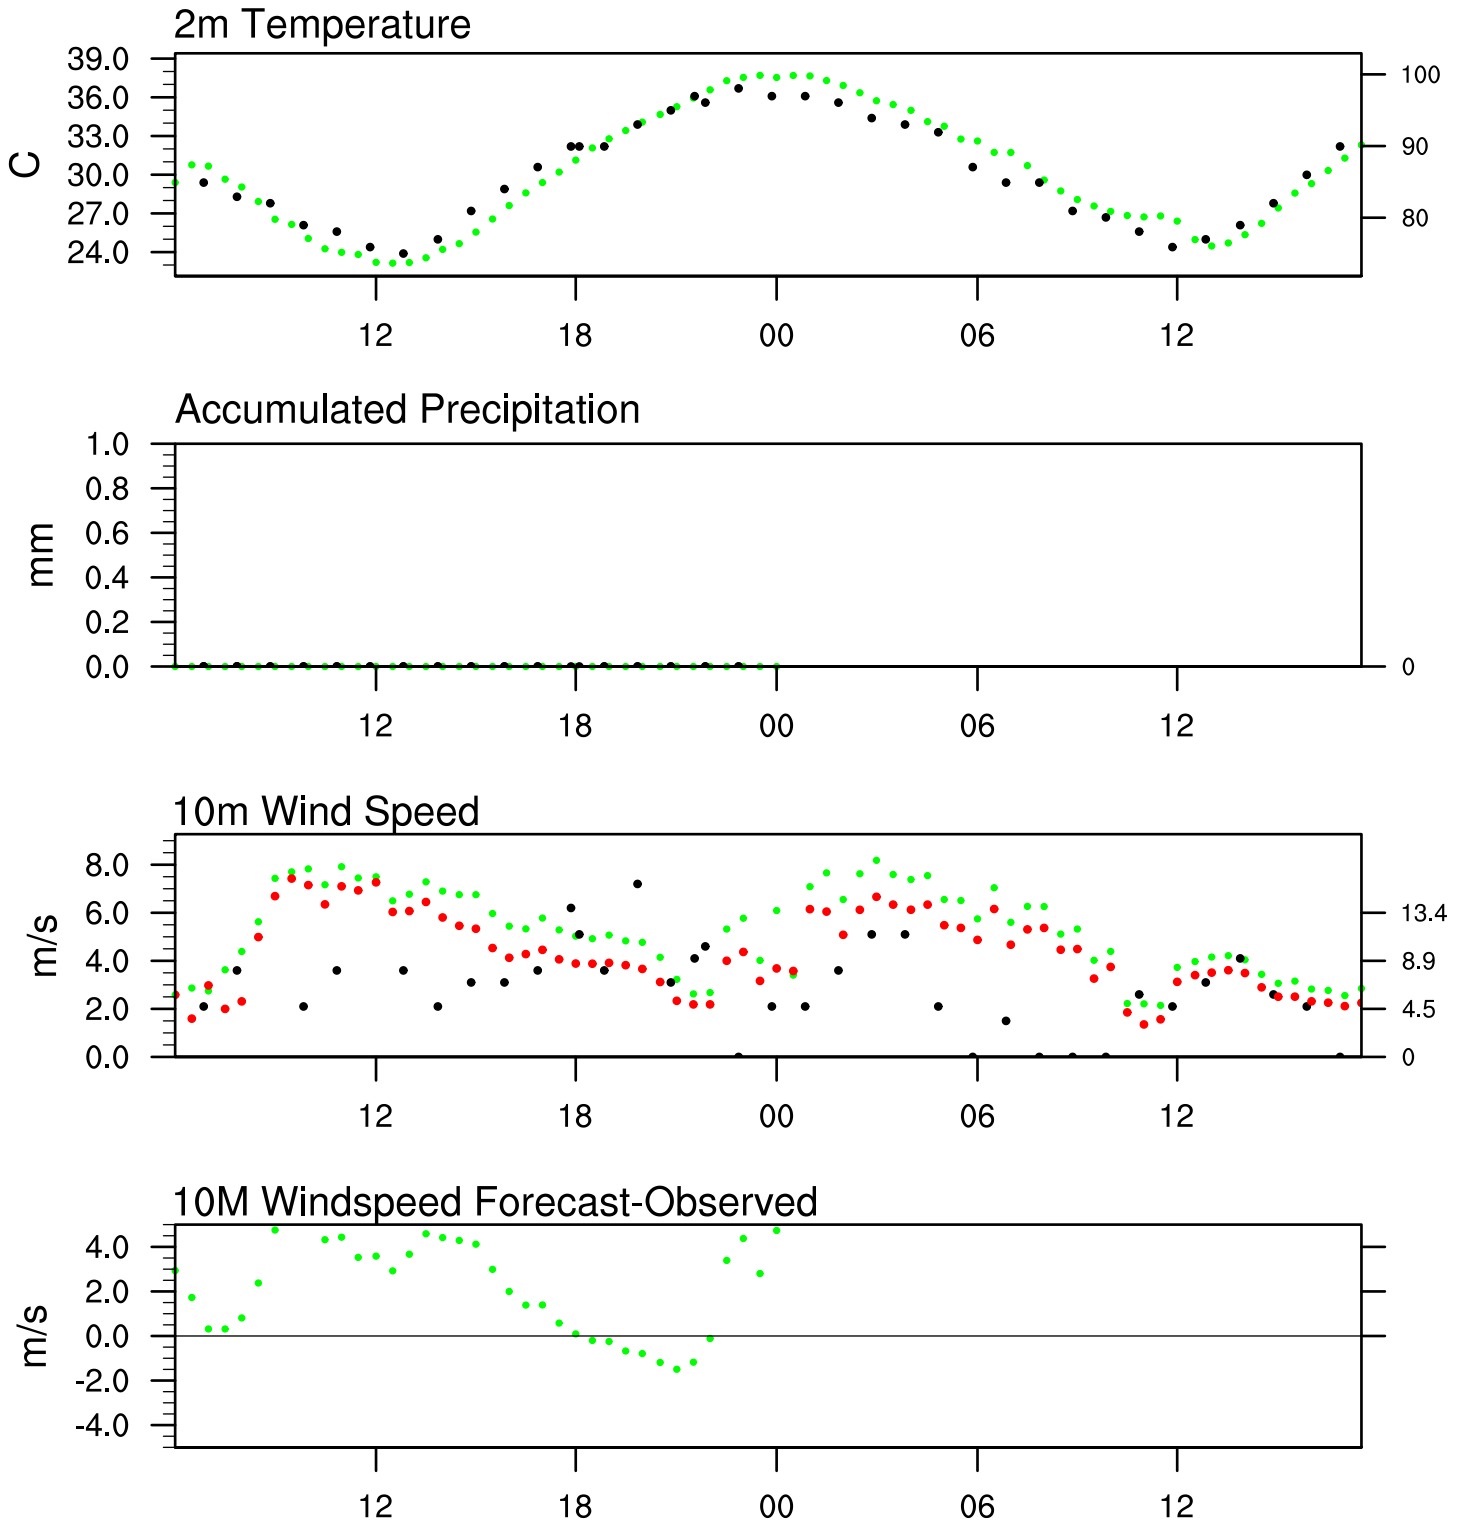 2m Temperature
39.0
36.0
33.0
30.0
27.0
24.0
C
100
90
80
12 18 00 06 12
Accumulated Precipitation
1.0
0.8
0.6
0.4
0.2
0.0
mm
0
12 18 00 06 12
10m Wind Speed
8.0
6.0
4.0
2.0
0.0
m/s
13.4
8.9
4.5
0
12 18 00 06 12
10M Windspeed Forecast-Observed
4.0
2.0
0.0
-2.0
-4.0
m/s
12 18 00 06 12